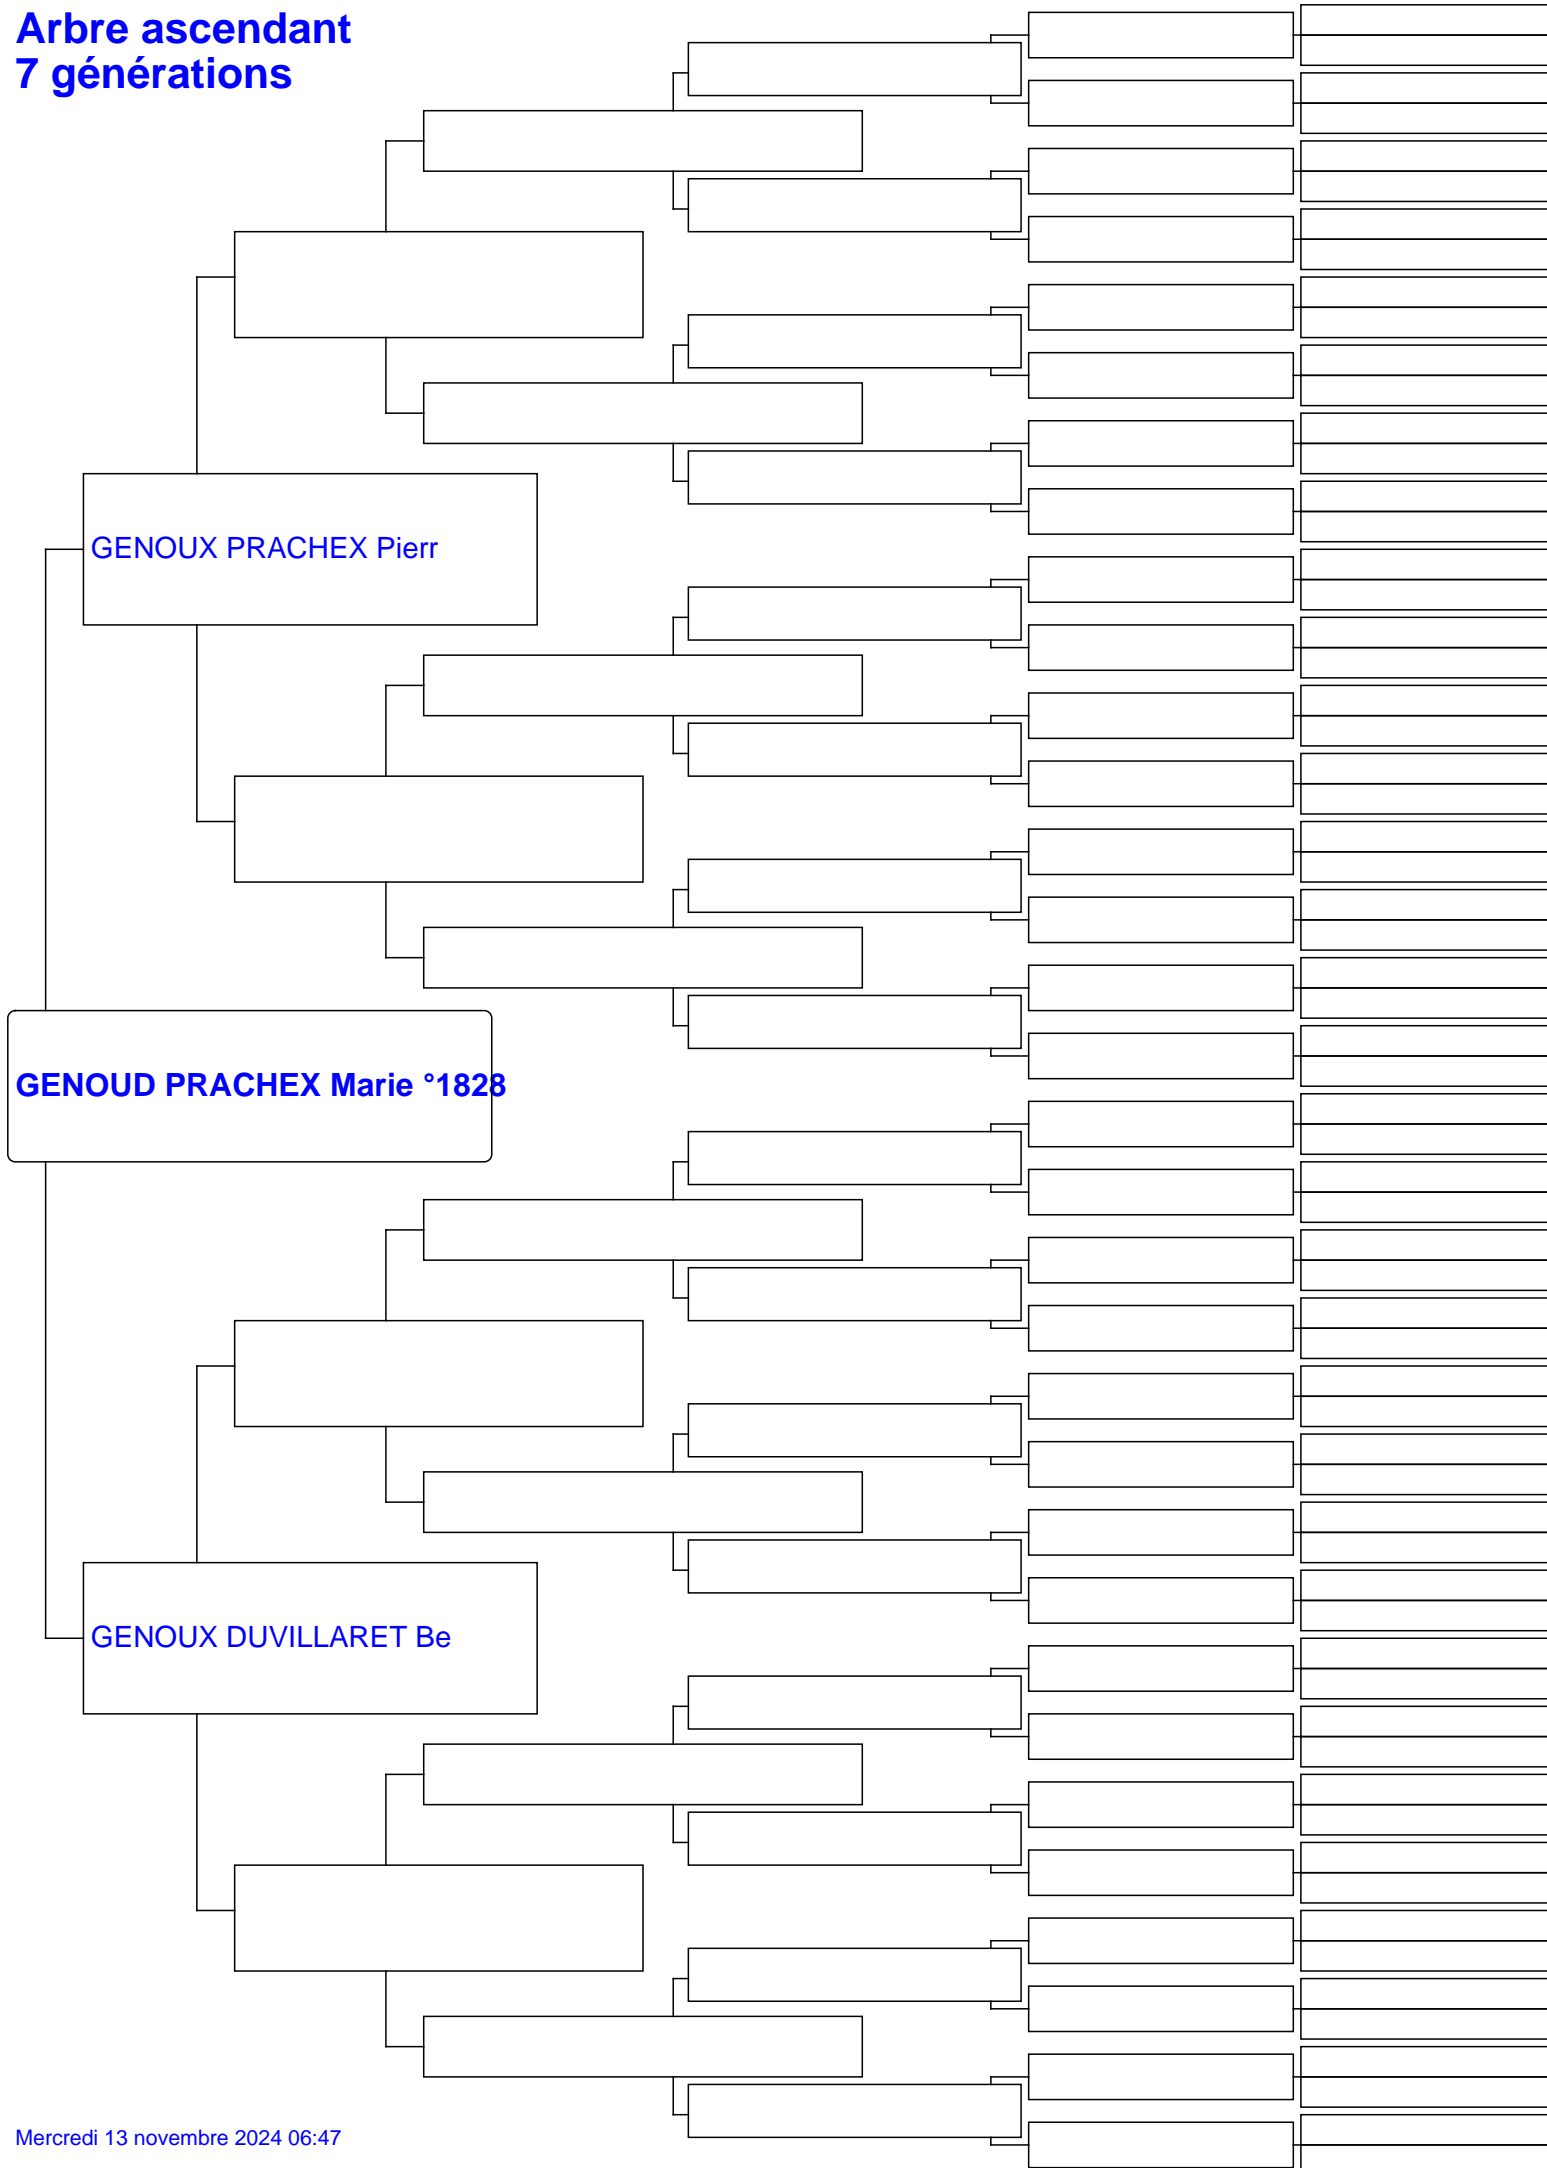 Arbre ascendant
7 générations
GENOUX PRACHEX Pierr
GENOUD PRACHEX Marie °1828
GENOUX DUVILLARET Be
Mercredi 13 novembre 2024 06:47